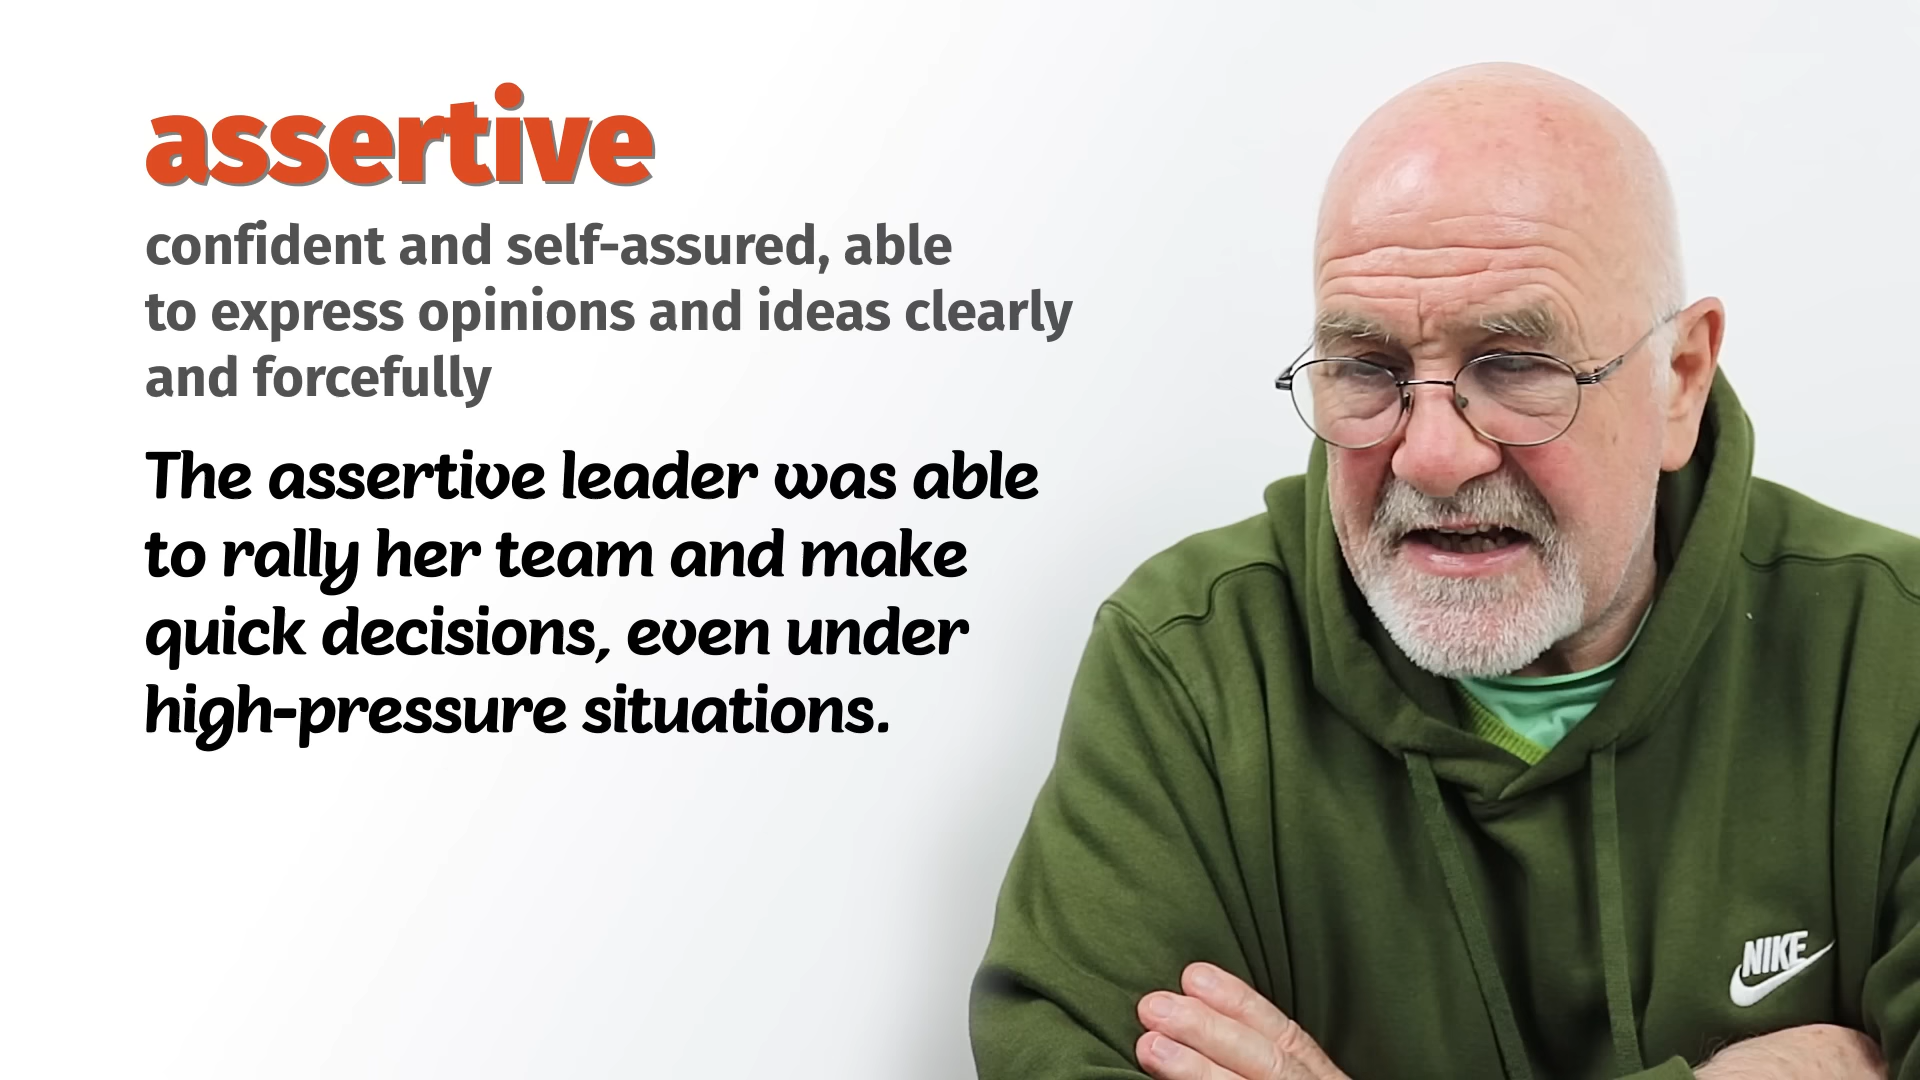 assertive
confident and self-assured, able
to express opinions and ideas clearly
and forcefully
The assertive leader was able
to rally her team and make
quick decisions, even under
high-pressure situations.
NIKE